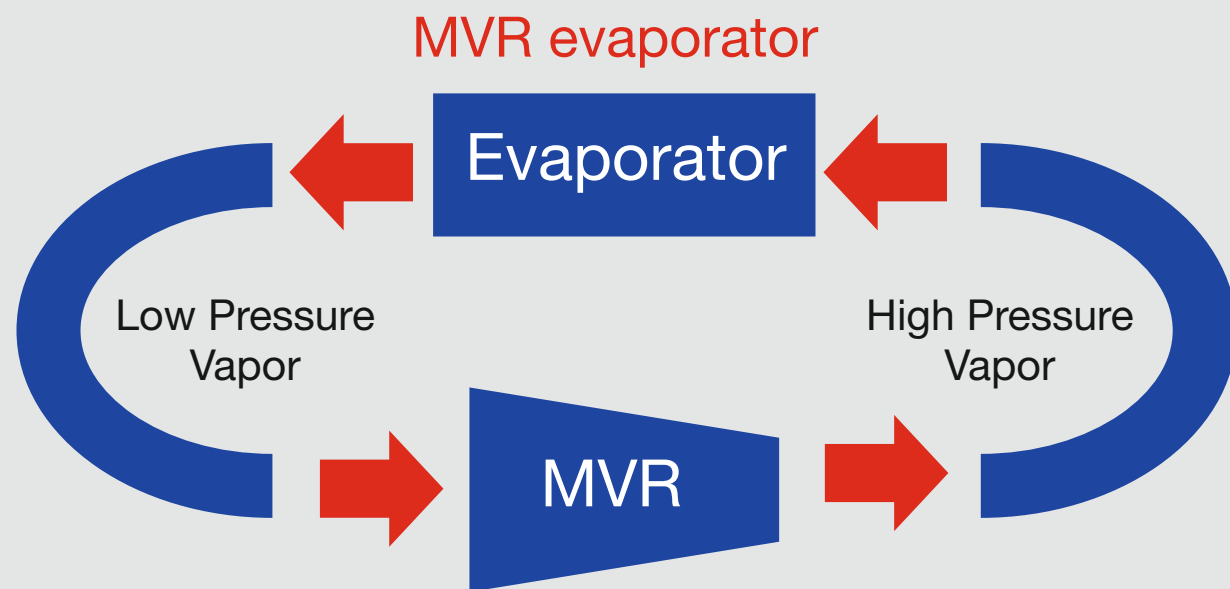 MVR evaporator
Evaporator
Low Pressure
Vapor
High Pressure
Vapor
MVR